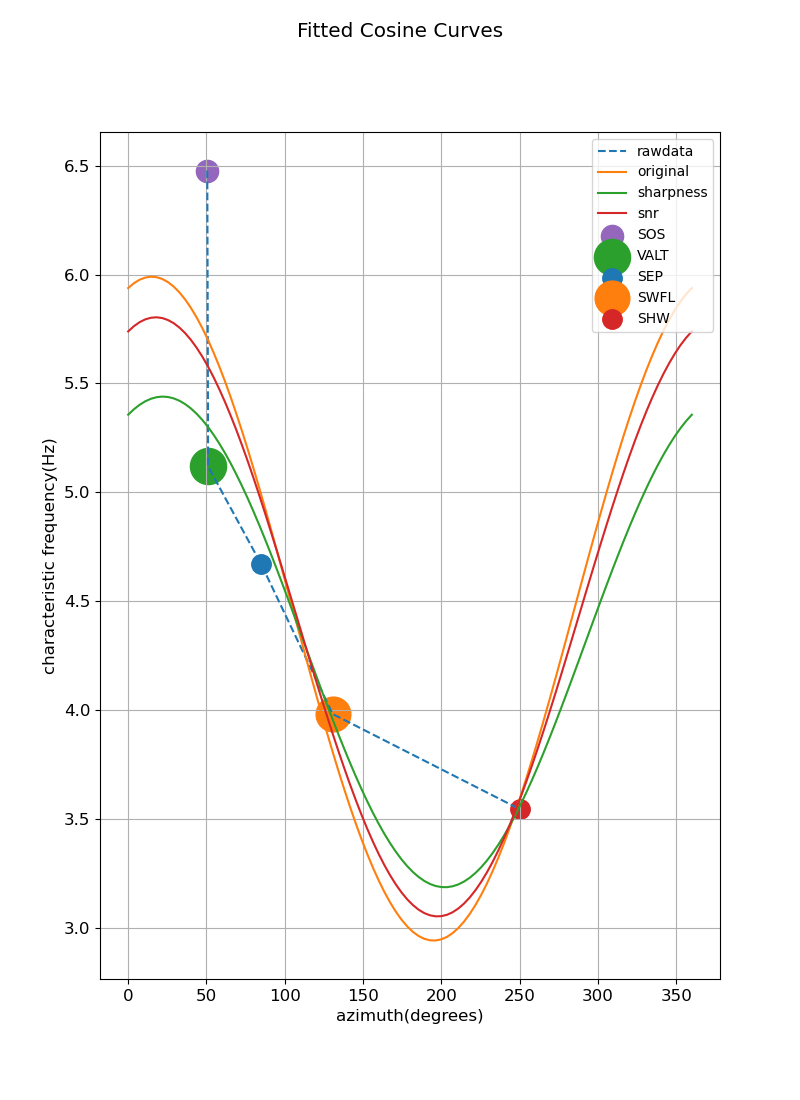 Fitted Cosine Curves
rawdata
original
sharpness
snr
SOS
VALT
SEP
SWFL
SHW
characteristic frequency(Hz)
6.5
6.0
5.5
5.0
4.5
4.0
3.5
3.0
0 50 100 150 200 250 300 350
azimuth(degrees)